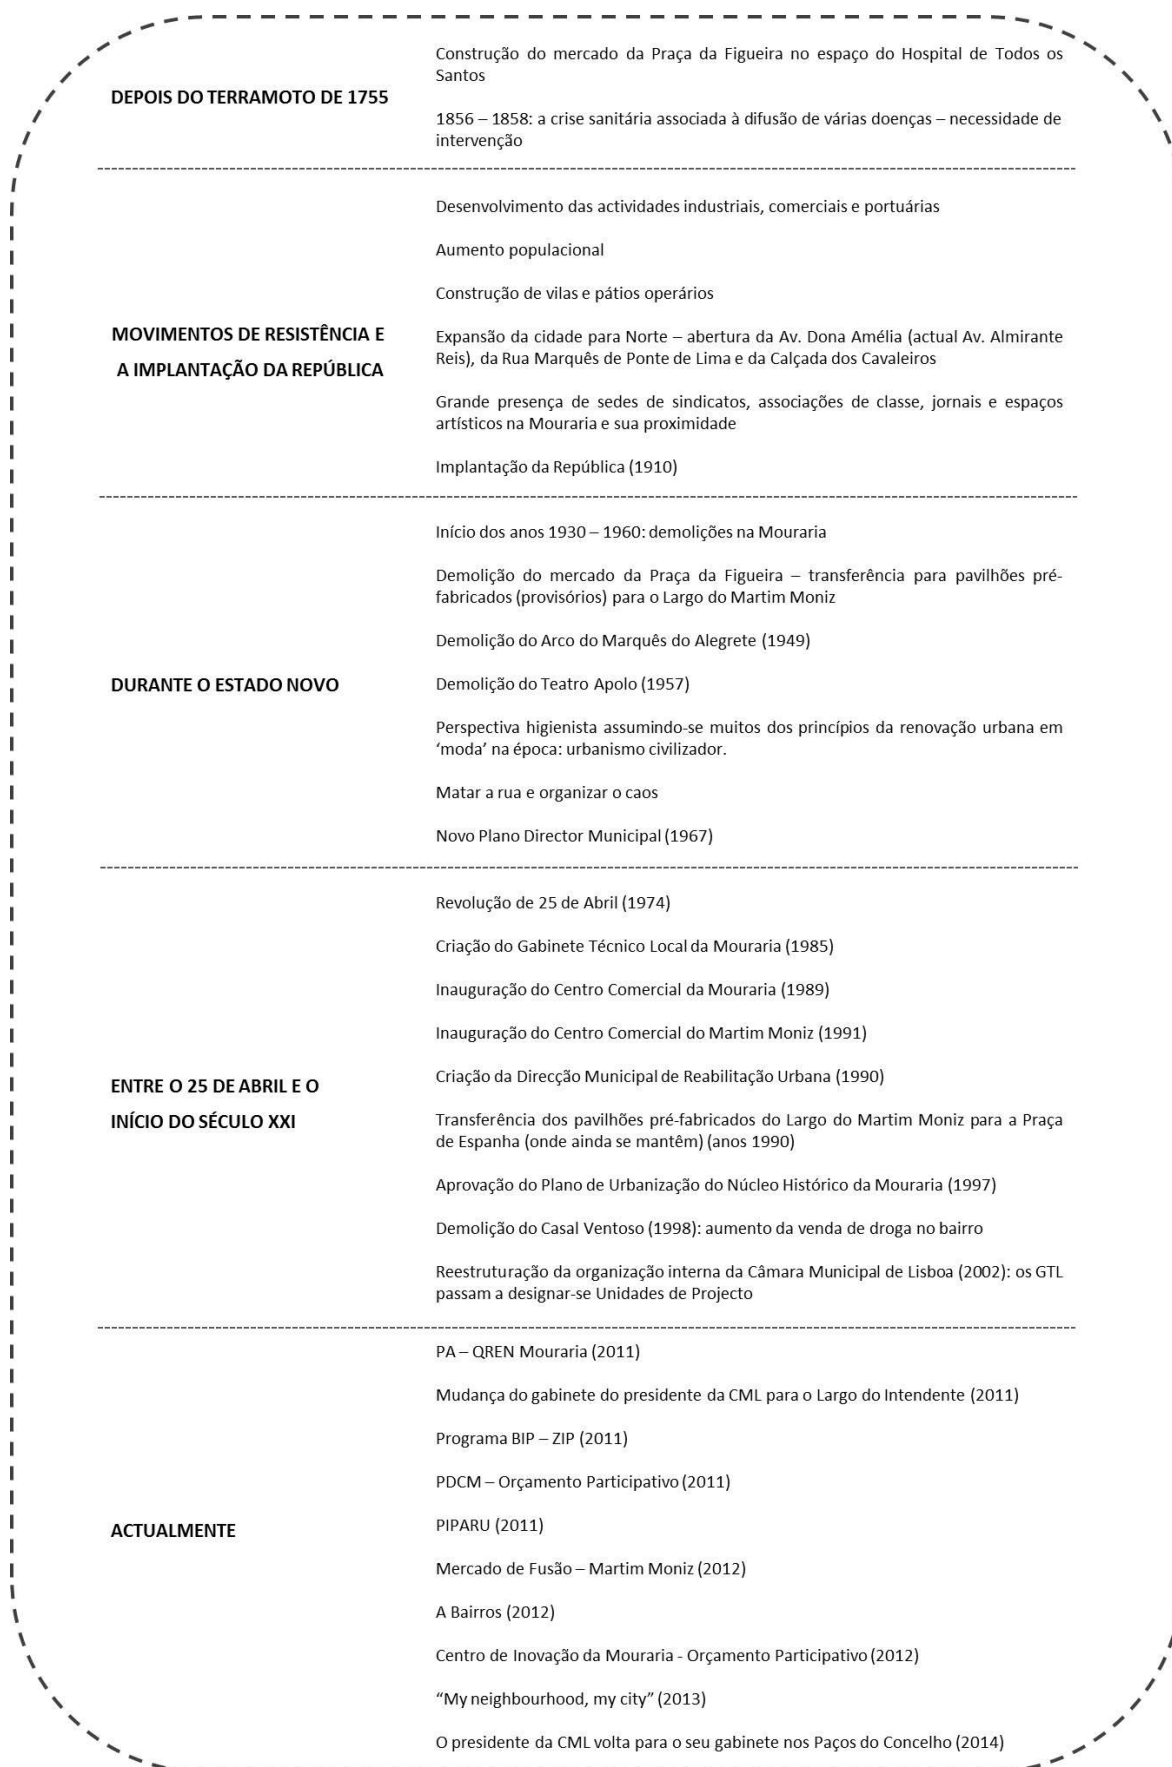 DEPOIS DO TERRAMOTO DE 1755
Construção do mercado da Praça da Figueira no espaço do Hospital de Todos os
Santos
1856 – 1858: a crise sanitária associada à difusão de várias doenças – necessidade de
intervenção
MOVIMENTOS DE RESISTÊNCIA E
A IMPLANTAÇÃO DA REPÚBLICA
Desenvolvimento das actividades industriais, comerciais e portuárias
Aumento populacional
Construção de vilas e pátios operários
Expansão da cidade para Norte – abertura da Av. Dona Amélia (actual Av. Almirante
Reis), da Rua Marquês de Ponte de Lima e da Calçada dos Cavaleiros
Grande presença de sedes de sindicatos, associações de classe, jornais e espaços
artísticos na Mouraria e sua proximidade
Implantação da República (1910)
DURANTE O ESTADO NOVO
Início dos anos 1930 – 1960: demolições na Mouraria
Demolição do mercado da Praça da Figueira – transferência para pavilhões pré-
fabricados (provisórios) para o Largo do Martim Moniz
Demolição do Arco do Marquês do Alegrete (1949)
Demolição do Teatro Apolo (1957)
Perspectiva higienista assumindo-se muitos dos princípios da renovação urbana em
‘moda’ na época: urbanismo civilizador.
Matar a rua e organizar o caos
Novo Plano Director Municipal (1967)
ENTRE O 25 DE ABRIL E O
INÍCIO DO SÉCULO XXI
Revolução de 25 de Abril (1974)
Criação do Gabinete Técnico Local da Mouraria (1985)
Inauguração do Centro Comercial da Mouraria (1989)
Inauguração do Centro Comercial do Martim Moniz (1991)
Criação da Direcção Municipal de Reabilitação Urbana (1990)
Transferência dos pavilhões pré-fabricados do Largo do Martim Moniz para a Praça
de Espanha (onde ainda se mantêm) (anos 1990)
Aprovação do Plano de Urbanização do Núcleo Histórico da Mouraria (1997)
Demolição do Casal Ventoso (1998): aumento da venda de droga no bairro
Reestruturação da organização interna da Câmara Municipal de Lisboa (2002): os GTL
passam a designar-se Unidades de Projecto
ACTUALMENTE
PA – QREN Mouraria (2011)
Mudança do gabinete do presidente da CML para o Largo do Intendente (2011)
Programa BIP – ZIP (2011)
PDCM – Orçamento Participativo (2011)
PIPARU (2011)
Mercado de Fusão – Martim Moniz (2012)
A Bairros (2012)
Centro de Inovação da Mouraria - Orçamento Participativo (2012)
“My neighbourhood, my city” (2013)
O presidente da CML volta para o seu gabinete nos Paços do Concelho (2014)